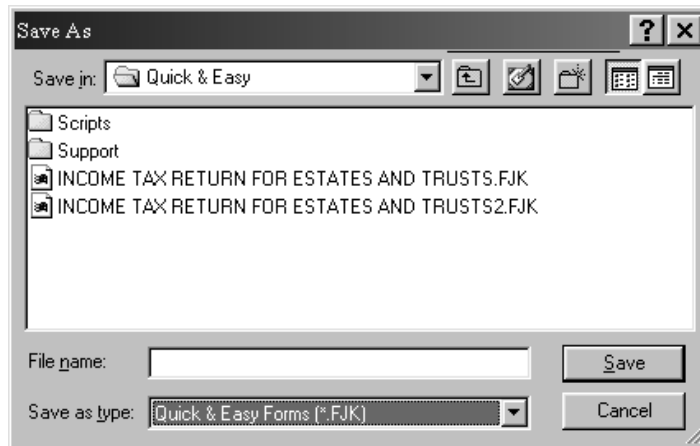 Save As
Save in: Quick & Easy
Scripts
Support
INCOME TAX RETURN FOR ESTATES AND TRUSTS.FJK
INCOME TAX RETURN FOR ESTATES AND TRUSTS2.FJK
File name: Save
Save as type: Quick & Easy Forms (*.FJK) Cancel